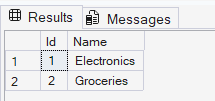 Results Messages
Id Name
1 1 Electronics
2 2 Groceries